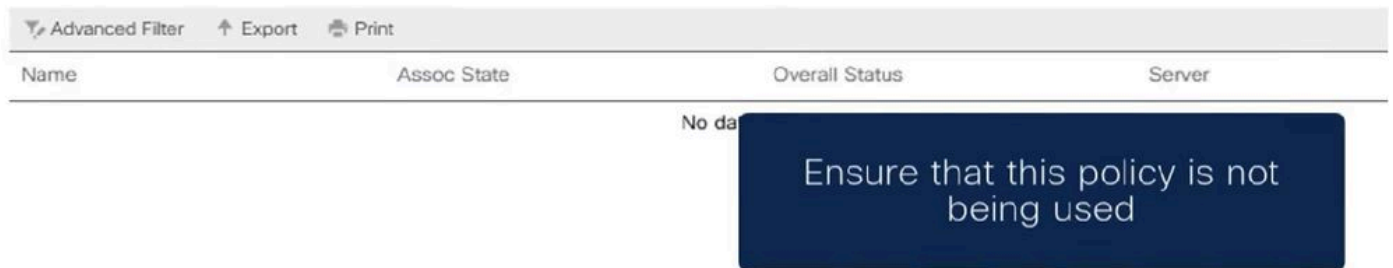 Advanced Filter Export Print
Name Assoc State Overall Status Server
No da
Ensure that this policy is not
being used